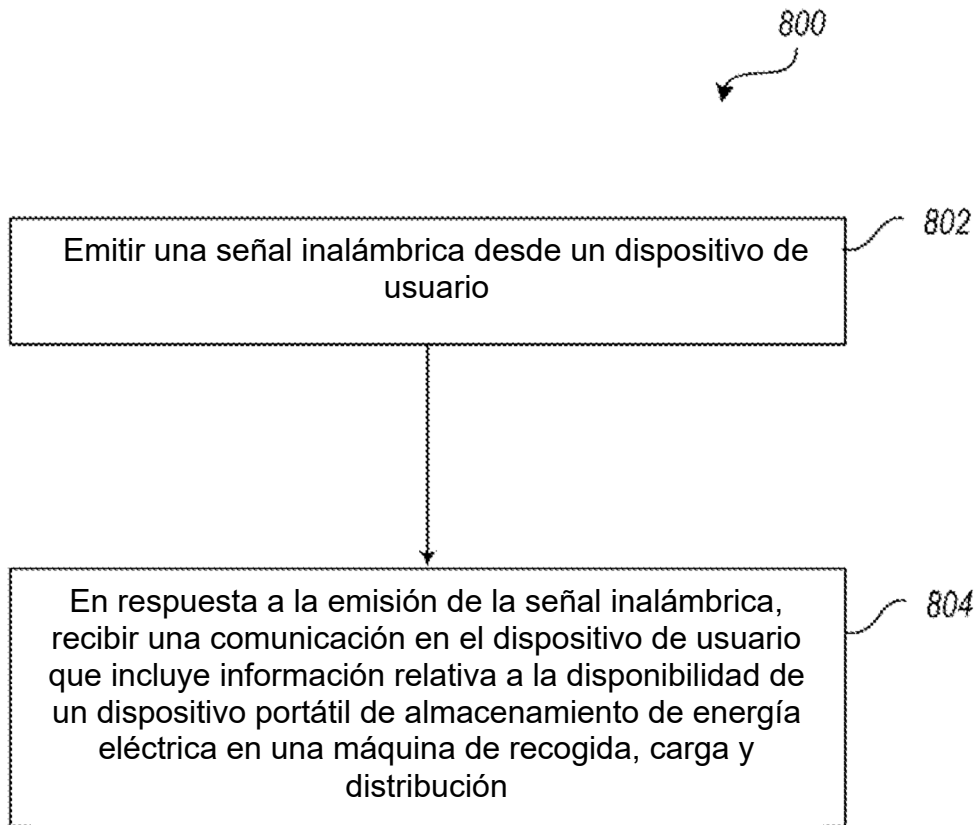 800
802
Emitir una señal inalámbrica desde un dispositivo de
usuario
804
En respuesta a la emisión de la señal inalámbrica,
recibir una comunicación en el dispositivo de usuario
que incluye información relativa a la disponibilidad de
un dispositivo portátil de almacenamiento de energía
eléctrica en una máquina de recogida, carga y
distribución